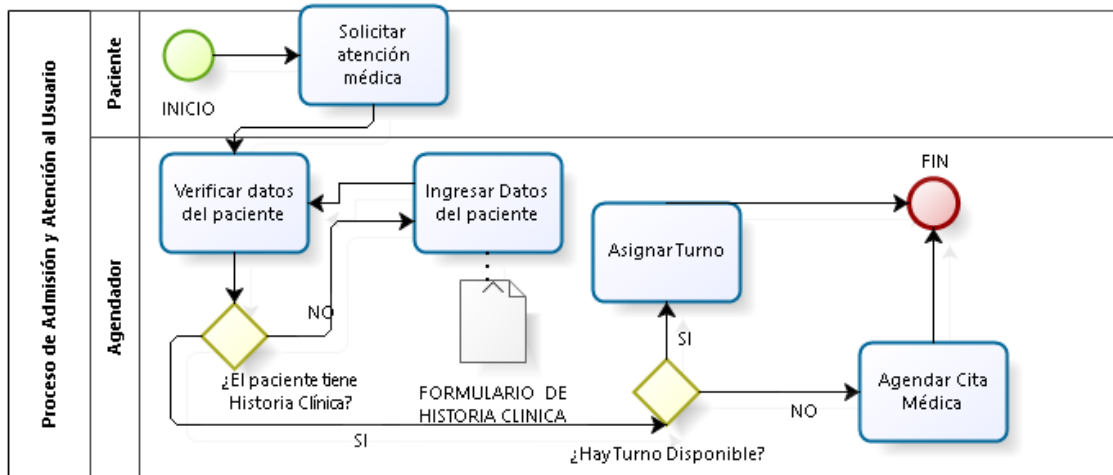 Proceso de Admisión y Atención al Usuario
Paciente
INICIO
Solicitar
atención
médica
Agendador
Verificar datos
del paciente
Ingresar Datos
del paciente
NO
¿El paciente tiene
Historia Clínica?
SI
FORMULARIO DE
HISTORIA CLINICA
Asignar Turno
SI
¿Hay Turno Disponible?
NO
Agendar Cita
Médica
FIN